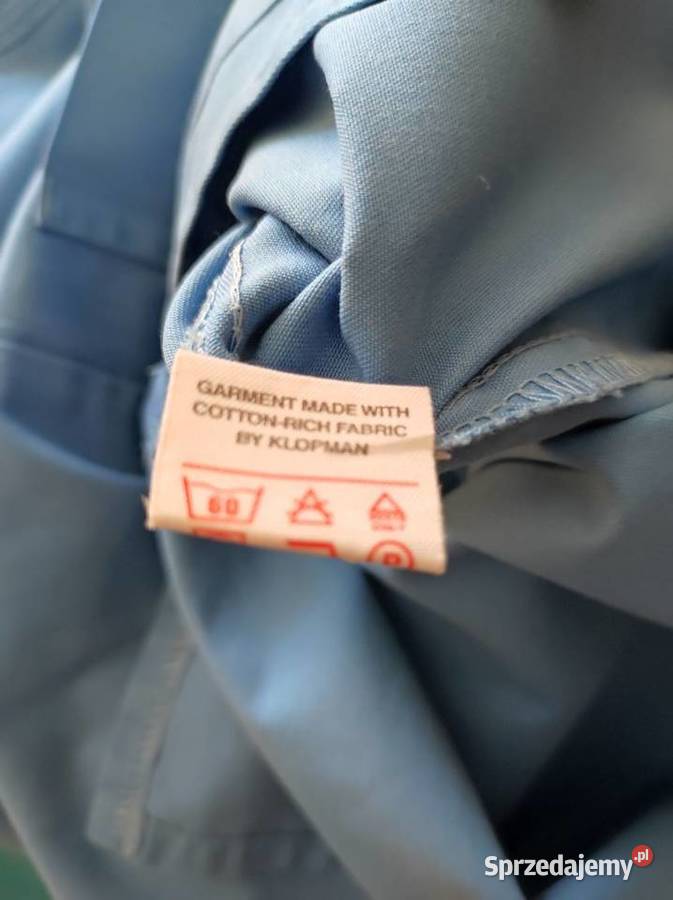 GARMENT MADE WITH
COTTON-RICH FABRIC
BY KLOPMAN
60
Sprzedajemy.pl